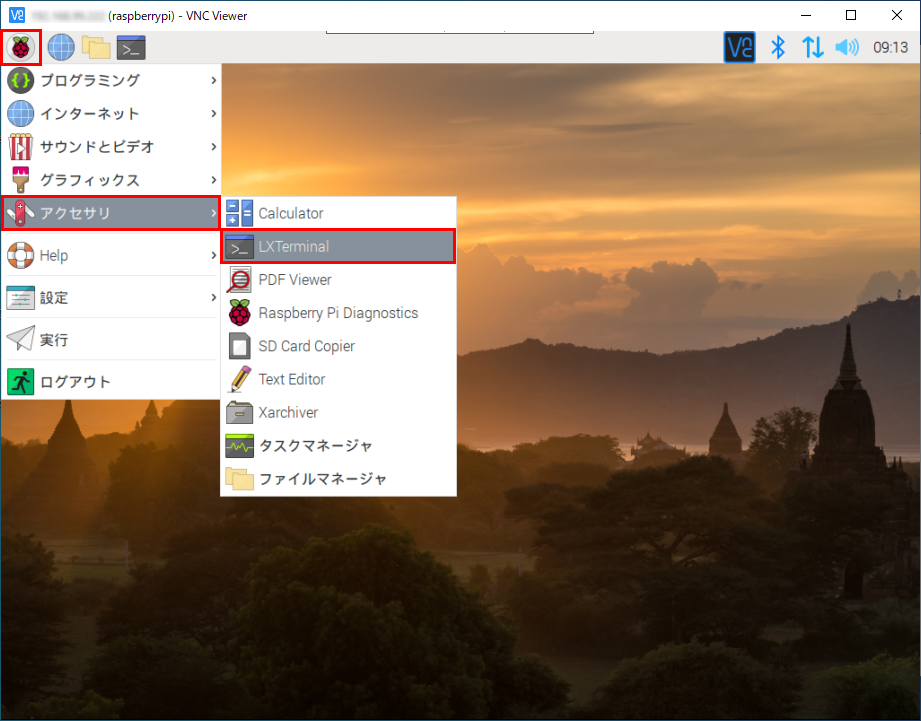 (raspberrypi) - VNC Viewer
09:13
プログラミング
インターネット
サウンドとビデオ
グラフィックス
アクセサリ
Help
設定
実行
ログアウト
Calculator
LXTerminal
PDF Viewer
Raspberry Pi Diagnostics
SD Card Copier
Text Editor
Xarchiver
タスクマネージャ
ファイルマネージャ